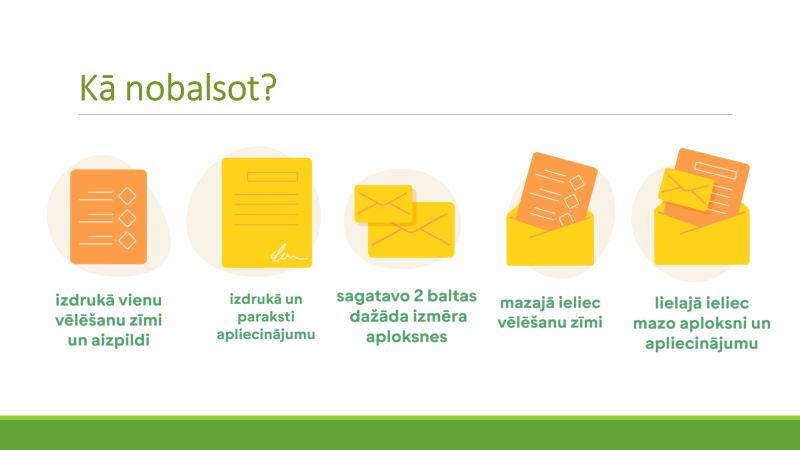 Kā nobalsot?
izdrukā vienu
vēlēšanu zīmi
un aizpildi
izdrukā un
paraksti
apliecinājumu
sagatavo 2 baltas
dažāda izmēra
aploksnes
mazajā ieliec
vēlēšanu zīmi
lielajā ieliec
mazo aploksni un
apliecinājumu